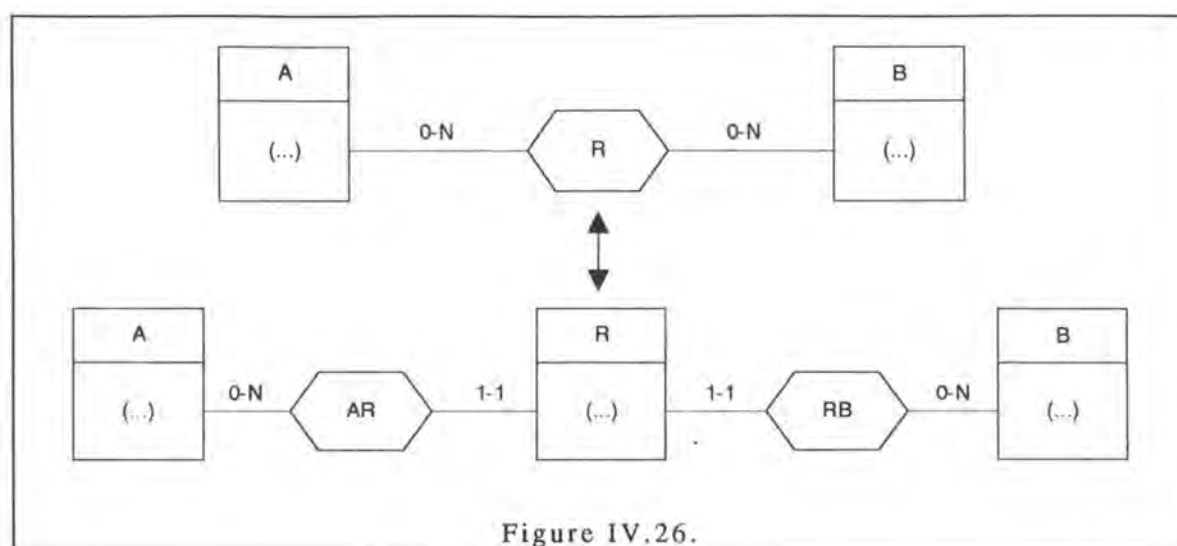 A B
0-N 0-N
(...) R (...)
A R B
0-N 1-1 1-1 0-N
(...) AR (...) RB (...)
Figure IV.26.